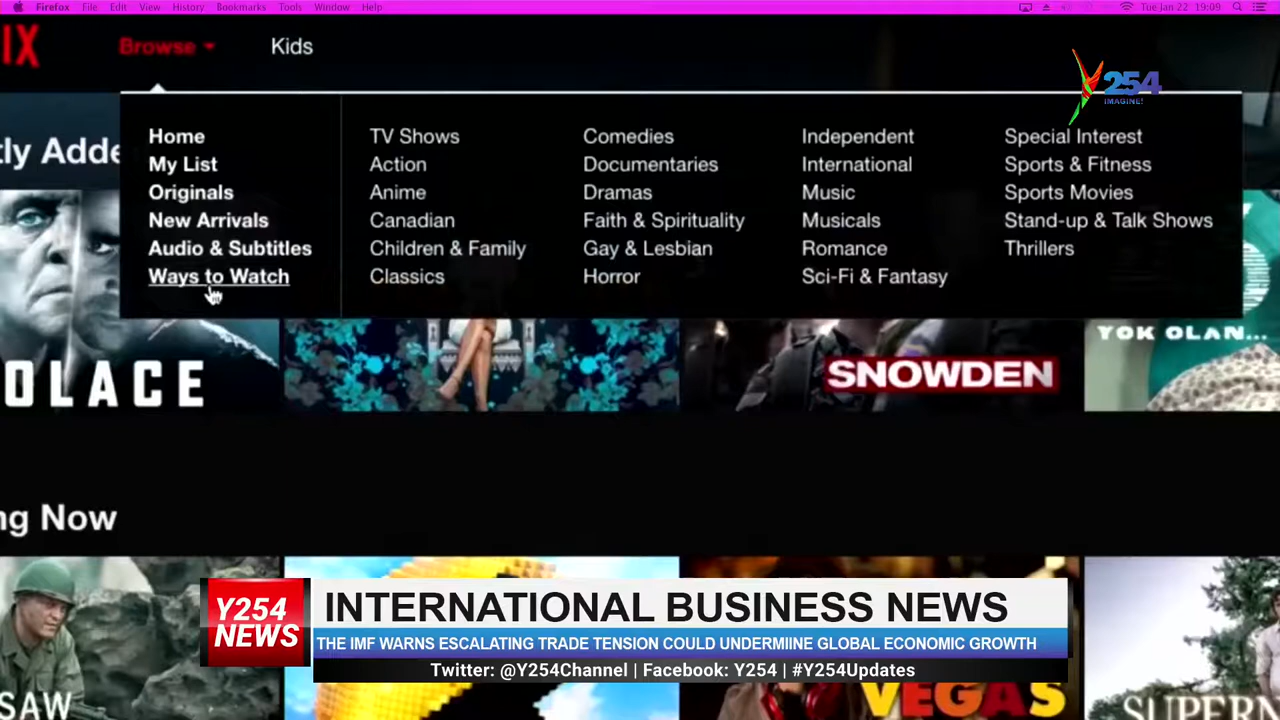 Firefox File Edit View History Bookmarks Tools Window Help
Tue Jan 22 19:09
IX
Browse
Kids
Y254
IMAGINE!
tly Adde
Home
My List
Originals
New Arrivals
Audio & Subtitles
Ways to Watch
TV Shows
Action
Anime
Canadian
Children & Family
Classics
Comedies
Documentaries
Dramas
Faith & Spirituality
Gay & Lesbian
Horror
Independent
International
Music
Musicals
Romance
Sci-Fi & Fantasy
Special Interest
Sports & Fitness
Sports Movies
Stand-up & Talk Shows
Thrillers
OLACE
SNOWDEN
YOK OLAN...
ng Now
Y254
NEWS
INTERNATIONAL BUSINESS NEWS
THE IMF WARNS ESCALATING TRADE TENSION COULD UNDERMIINE GLOBAL ECONOMIC GROWTH
Twitter: @Y254Channel | Facebook: Y254 | #Y254Updates
SAW
VEGAS
SUPERN